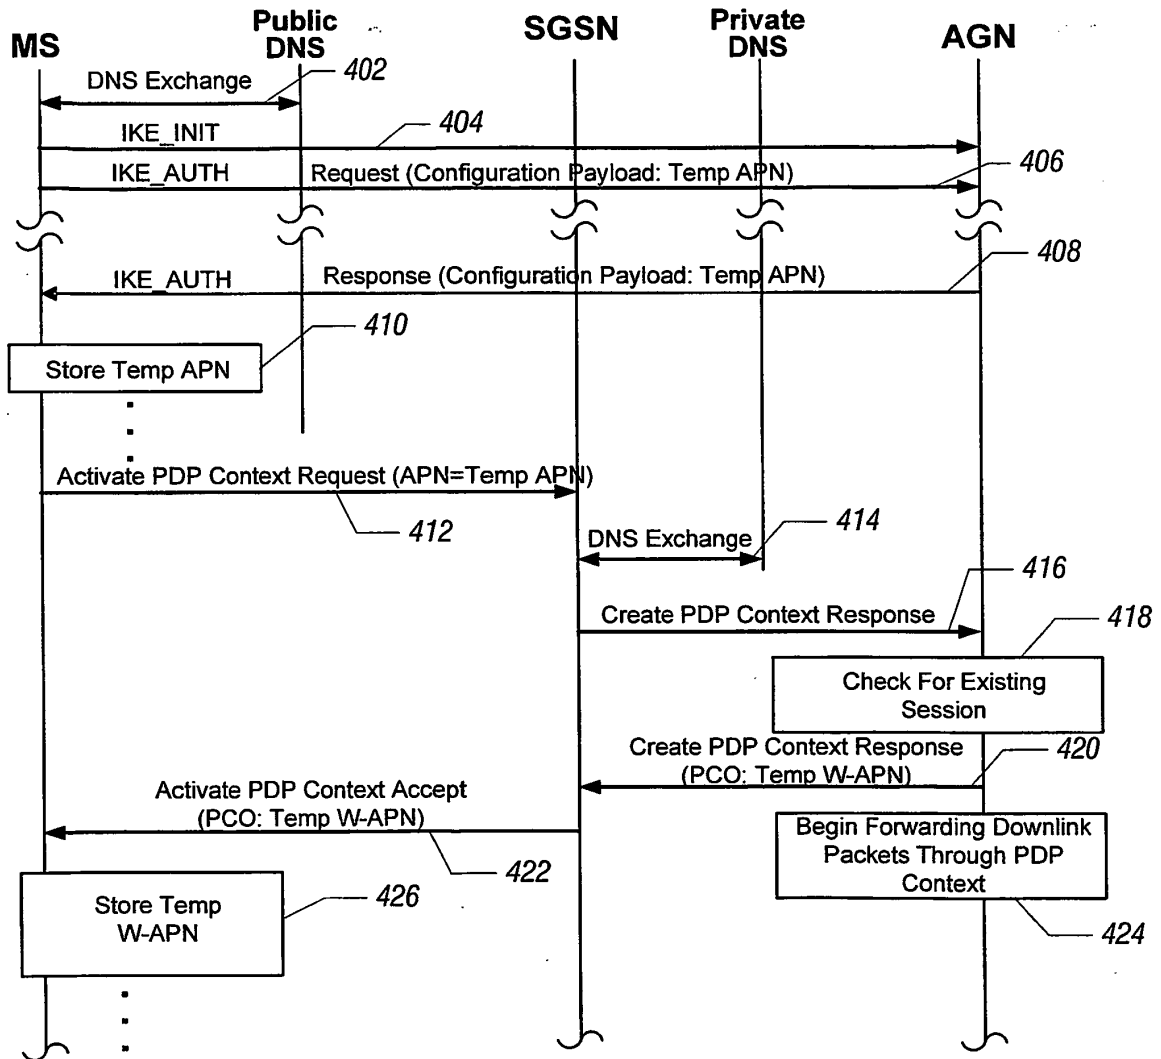 MS
Public
DNS
SGSN
Private
DNS
AGN
DNS Exchange
402
IKE_INIT
404
IKE_AUTH Request (Configuration Payload: Temp APN)
406
408
IKE_AUTH Response (Configuration Payload: Temp APN)
410
Store Temp APN
Activate PDP Context Request (APN=Temp APN)
412
DNS Exchange
414
416
Create PDP Context Response
418
Check For Existing
Session
Create PDP Context Response
(PCO: Temp W-APN)
420
Activate PDP Context Accept
(PCO: Temp W-APN)
422
Begin Forwarding Downlink
Packets Through PDP
Context
424
Store Temp
W-APN
426